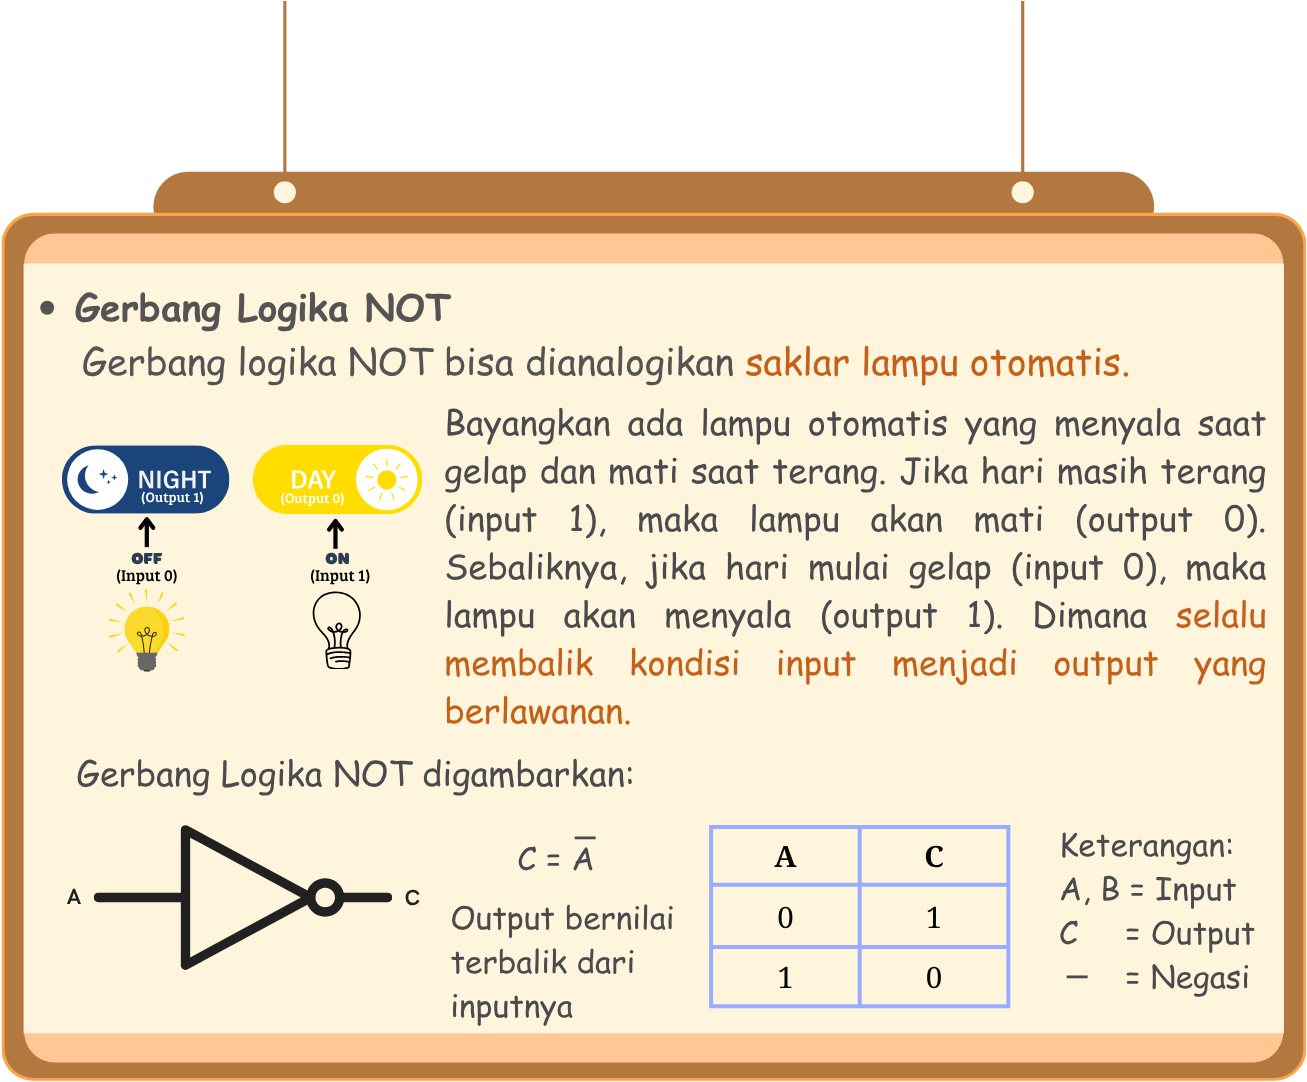 • Gerbang Logika NOT
Gerbang logika NOT bisa dianalogikan saklar lampu otomatis.
NIGHT
(Output 1)
DAY
(Output 0)
OFF
(Input 0)
ON
(Input 1)
Bayangkan ada lampu otomatis yang menyala saat
gelap dan mati saat terang. Jika hari masih terang
(input 1), maka lampu akan mati (output 0).
Sebaliknya, jika hari mulai gelap (input 0), maka
lampu akan menyala (output 1). Dimana selalu
membalik kondisi input menjadi output yang
berlawanan.
Gerbang Logika NOT digambarkan:
A
C
C = A̅
Output bernilai
terbalik dari
inputnya
A C
0 1
1 0
Keterangan:
A, B = Input
C = Output
— = Negasi